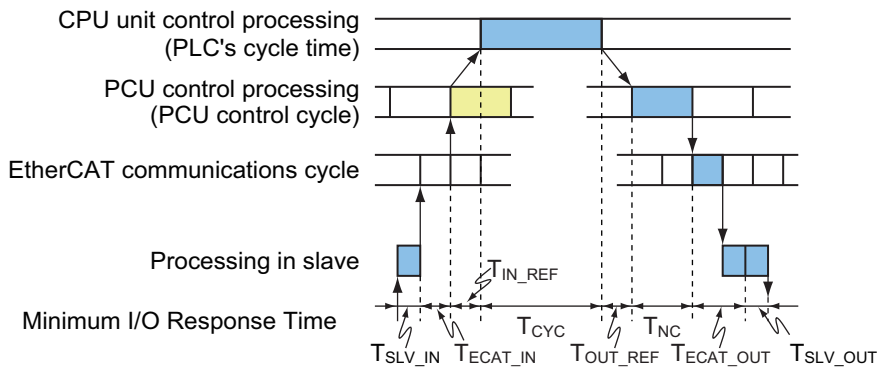 CPU unit control processing
(PLC's cycle time)
PCU control processing
(PCU control cycle)
EtherCAT communications cycle
Processing in slave
TIN_REF
Minimum I/O Response Time
TCYC
TNC
TSLV_IN
TECAT_IN
TOUT_REF
TECAT_OUT
TSLV_OUT